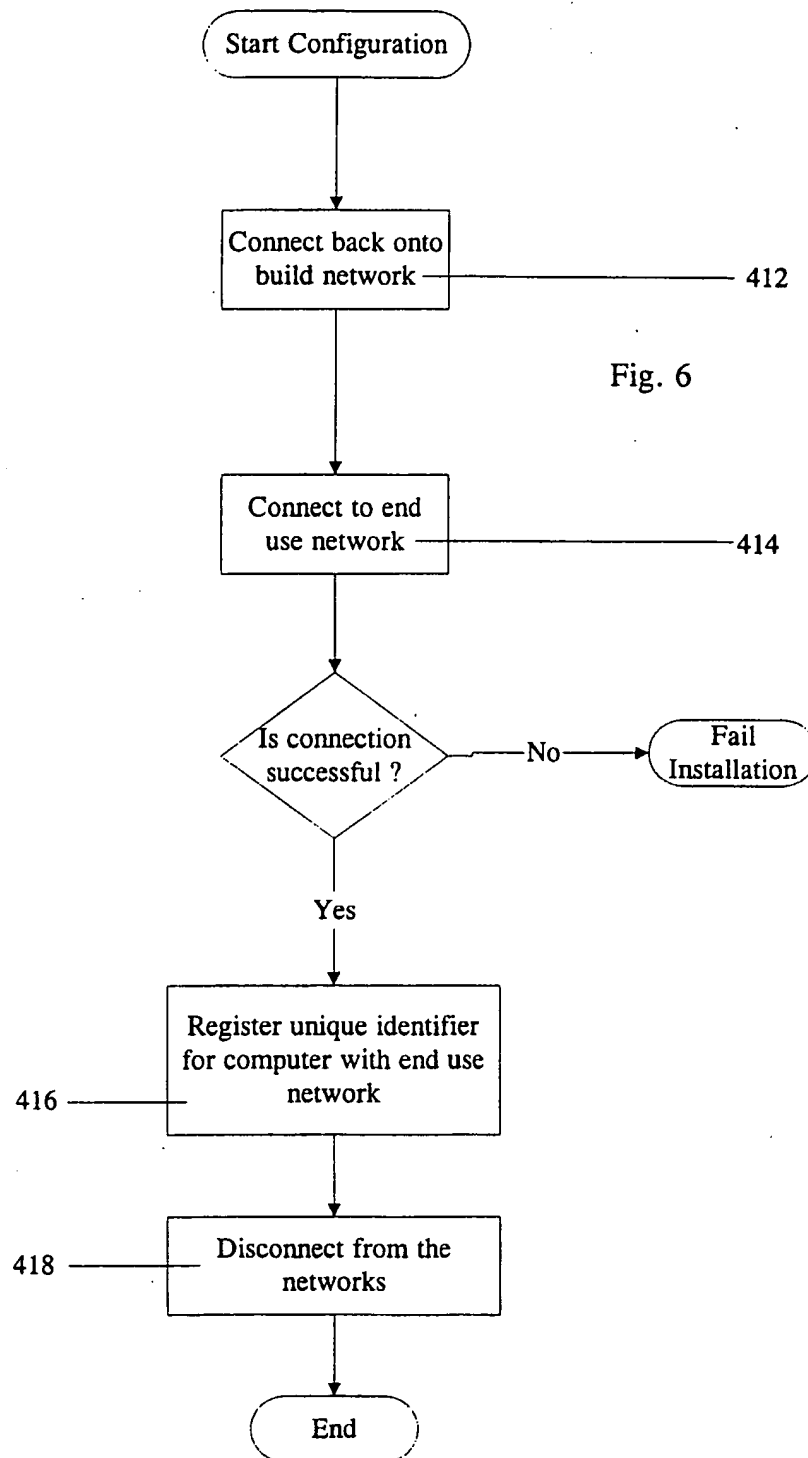 Start Configuration
Connect back onto
build network
412
Fig. 6
Connect to end
use network
414
Is connection
successful ?
No
Fail
Installation
Yes
Register unique identifier
for computer with end use
network
416
Disconnect from the
networks
418
End